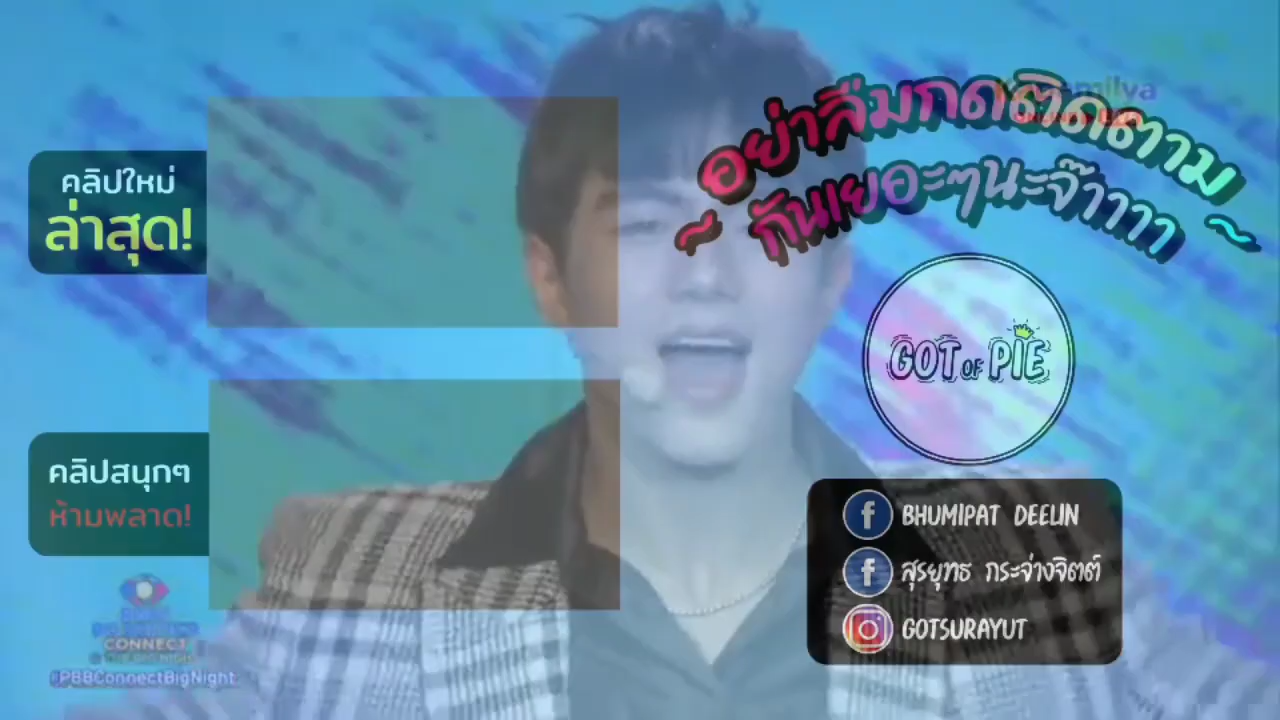 อย่าลืมกดติดตาม
~ กันเยอะๆนะจ๊าาาา ~
คลิปใหม่
ล่าสุด!
GOT OF PIE
คลิปสนุกๆ
ห้ามพลาด!
BHUMIPAT DEELIN
สุรยุทธ กระจ่างจิตต์
GOTSURAYUT
CONNECT
#PBBConnectBigNight